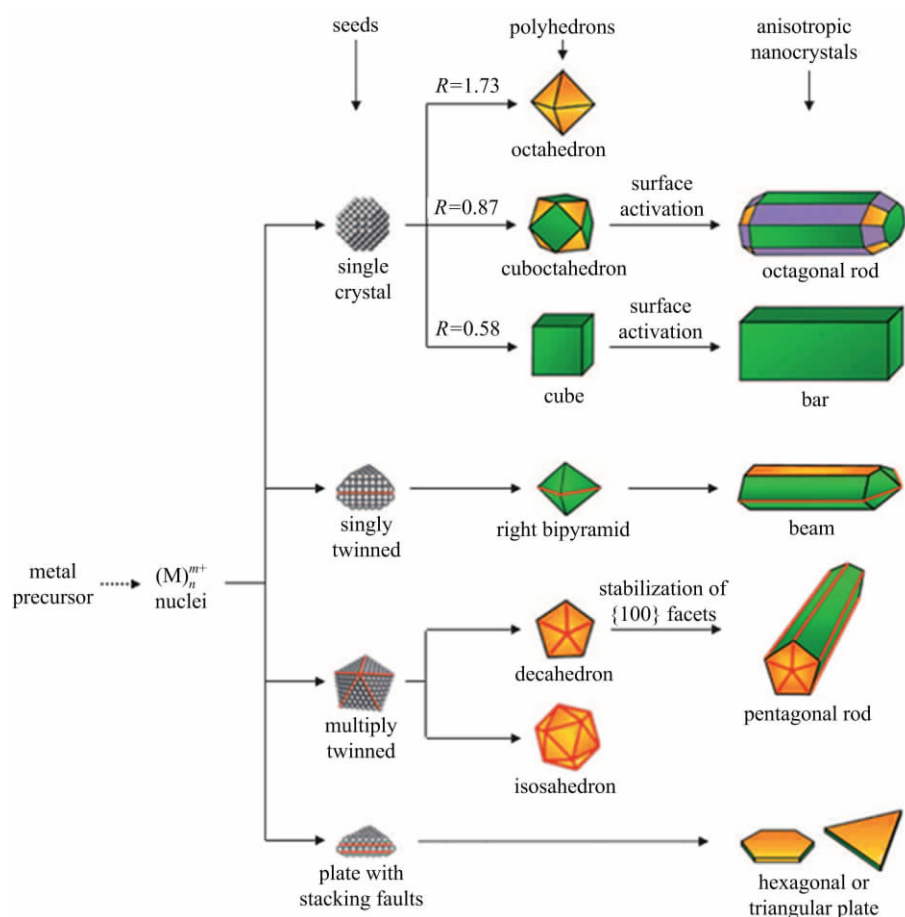 seeds
polyhedrons
anisotropic
nanocrystals
R=1.73
octahedron
R=0.87
surface
activation
single
crystal
cuboctahedron
octagonal rod
R=0.58
surface
activation
cube
bar
singly
twinned
right bipyramid
beam
metal
precursor
(M)ₙᵐ⁺
nuclei
stabilization of
{100} facets
decahedron
multiply
twinned
pentagonal rod
isosahedron
plate with
stacking faults
hexagonal or
triangular plate